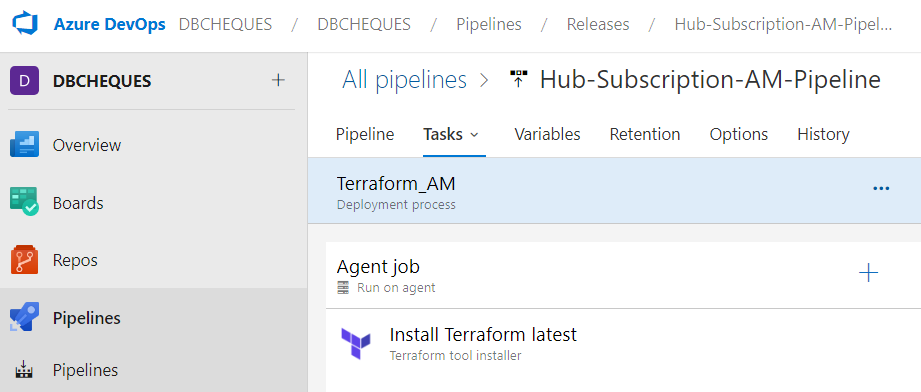 Azure DevOps DBCHEQUES / DBCHEQUES / Pipelines / Releases / Hub-Subscription-AM-Pipel...
D DBCHEQUES +
Overview
Boards
Repos
Pipelines
Pipelines
All pipelines > Hub-Subscription-AM-Pipeline
Pipeline Tasks Variables Retention Options History
Terraform_AM ...
Deployment process
Agent job +
Run on agent
Install Terraform latest
Terraform tool installer